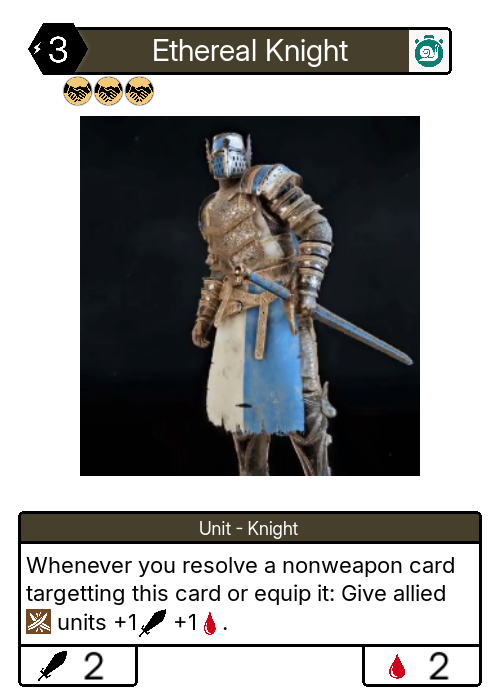 3
Ethereal Knight
Unit - Knight
Whenever you resolve a nonweapon card
targetting this card or equip it: Give allied
units +1 +1 .
2
2